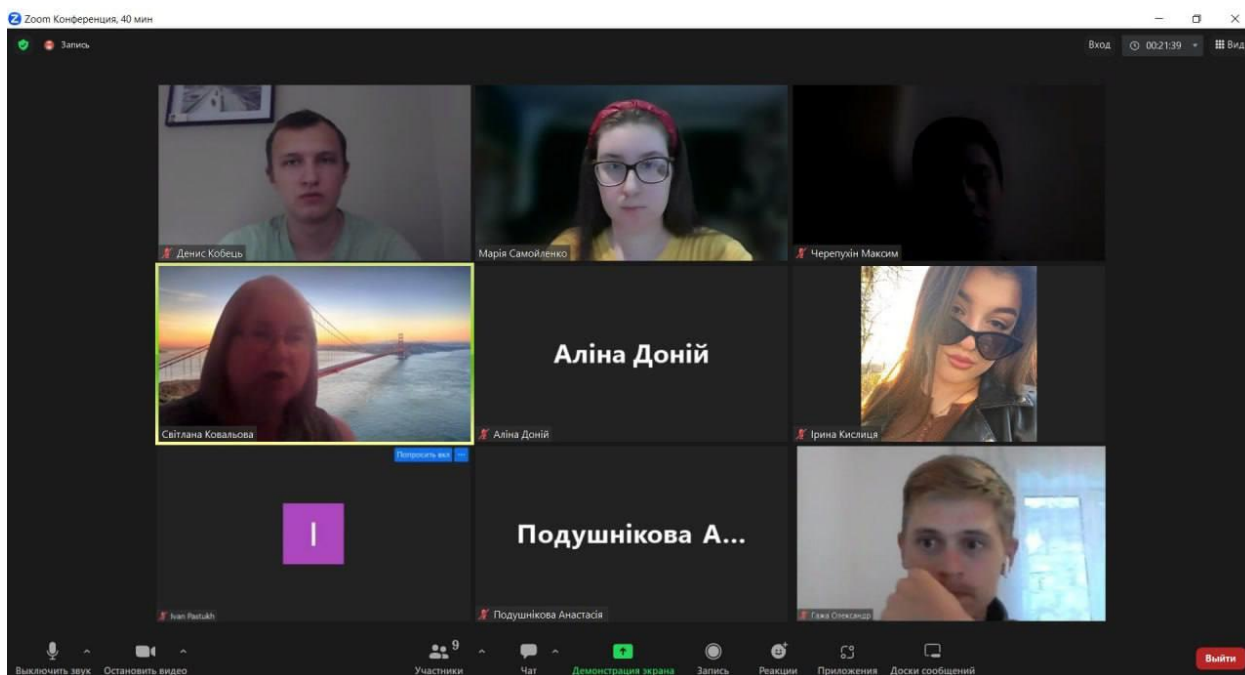 Zoom Конференция, 40 мин
Запись
Вход
00:21:39
Вид
Денис Кобець
Марія Самойленко
Черепухін Максим
Світлана Ковальова
Аліна Доній
Аліна Доній
Ірина Кислиця
Попросить вкл
I
Ivan Pastukh
Подушнікова А...
Подушнікова Анастасія
Гажа Олександр
Выключить звук
Остановить видео
9
Участники
Чат
Демонстрация экрана
Запись
Реакции
Приложения
Доски сообщений
Выйти